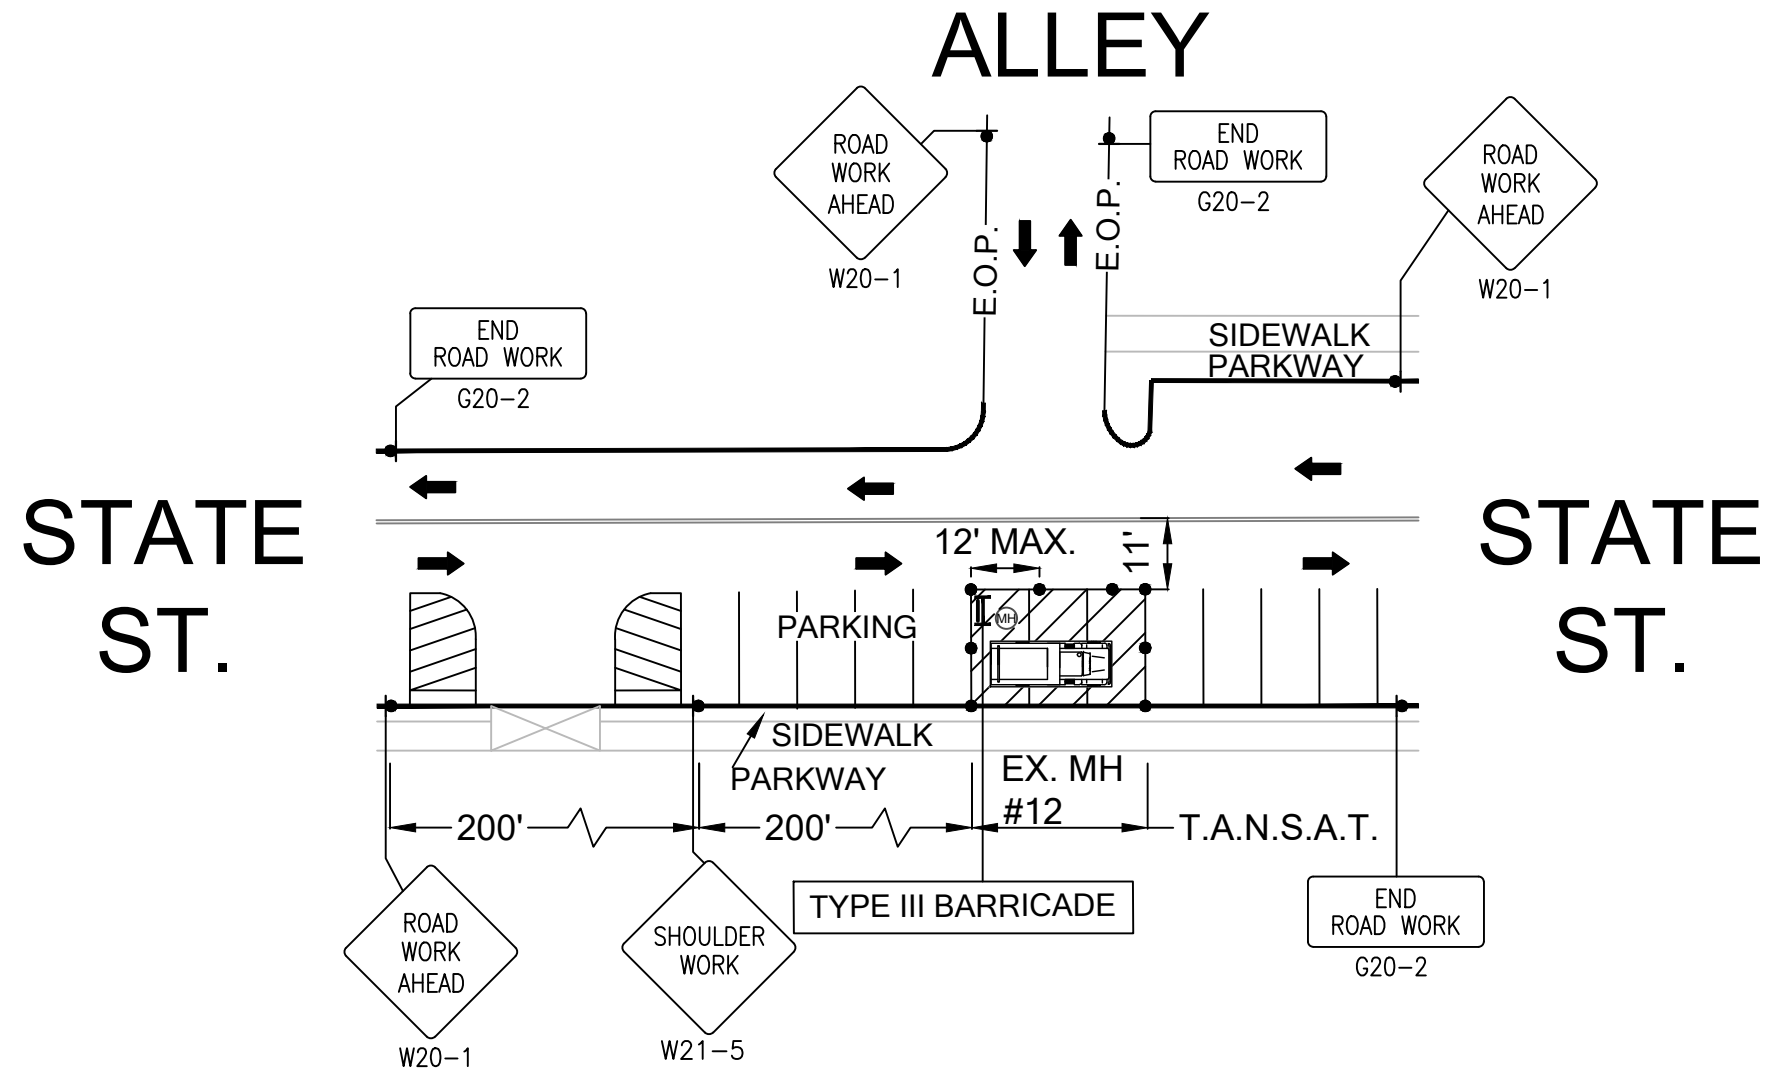 ALLEY
ROAD
WORK
AHEAD
W20-1
END
ROAD WORK
G20-2
ROAD
WORK
AHEAD
W20-1
E.O.P.
E.O.P.
SIDEWALK
PARKWAY
END
ROAD WORK
G20-2
STATE
ST.
STATE
ST.
12' MAX.
11'
PARKING
MH
SIDEWALK
PARKWAY
EX. MH
#12
200'
200'
T.A.N.S.A.T.
TYPE III BARRICADE
ROAD
WORK
AHEAD
W20-1
SHOULDER
WORK
W21-5
END
ROAD WORK
G20-2